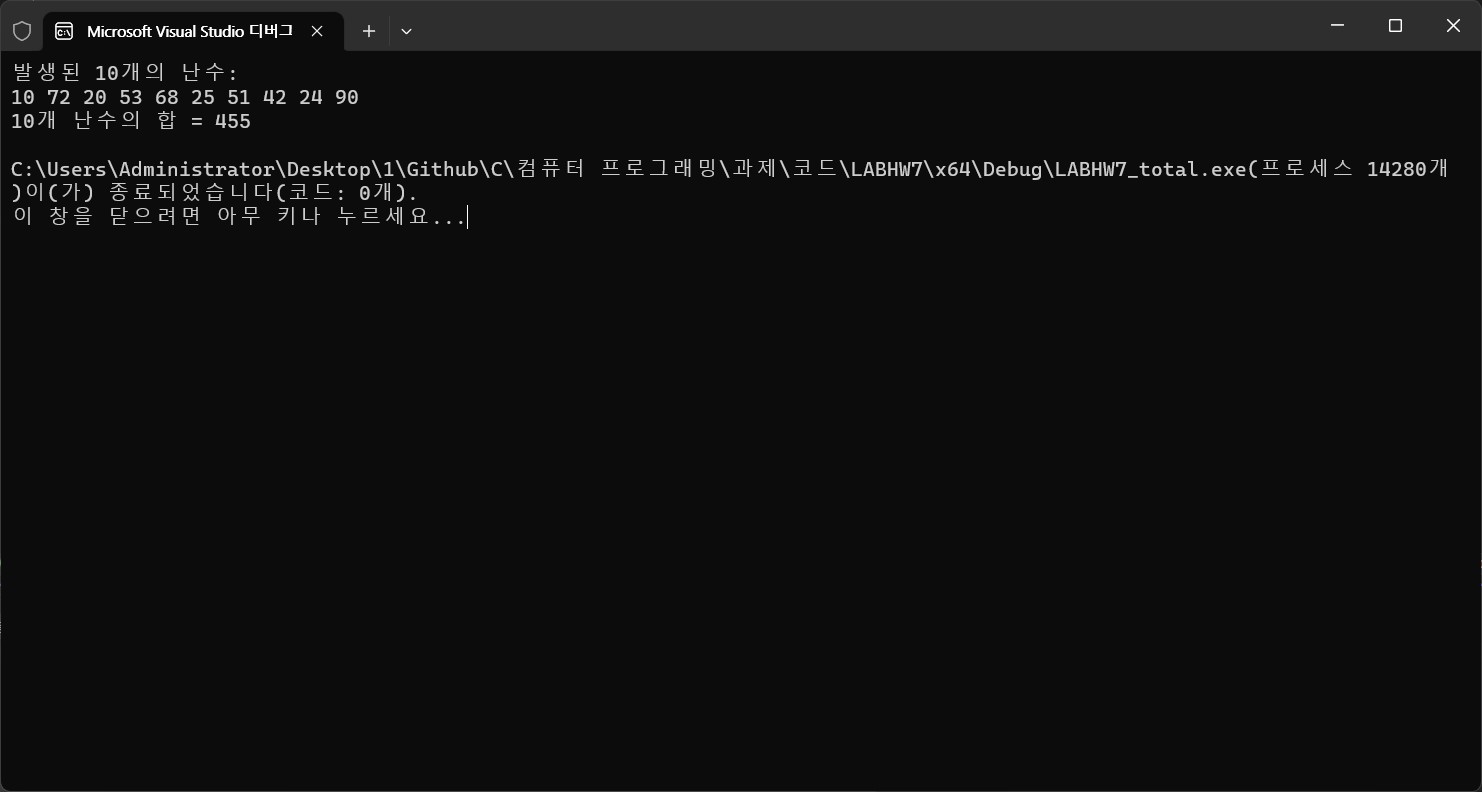 Microsoft Visual Studio 디버그
발생된 10개의 난수:
10 72 20 53 68 25 51 42 24 90
10개 난수의 합 = 455
C:\Users\Administrator\Desktop\1\Github\C\컴퓨터 프로그래밍\과제\코드\LABHW7\x64\Debug\LABHW7_total.exe(프로세스 14280개
)이(가) 종료되었습니다(코드: 0개).
이 창을 닫으려면 아무 키나 누르세요...